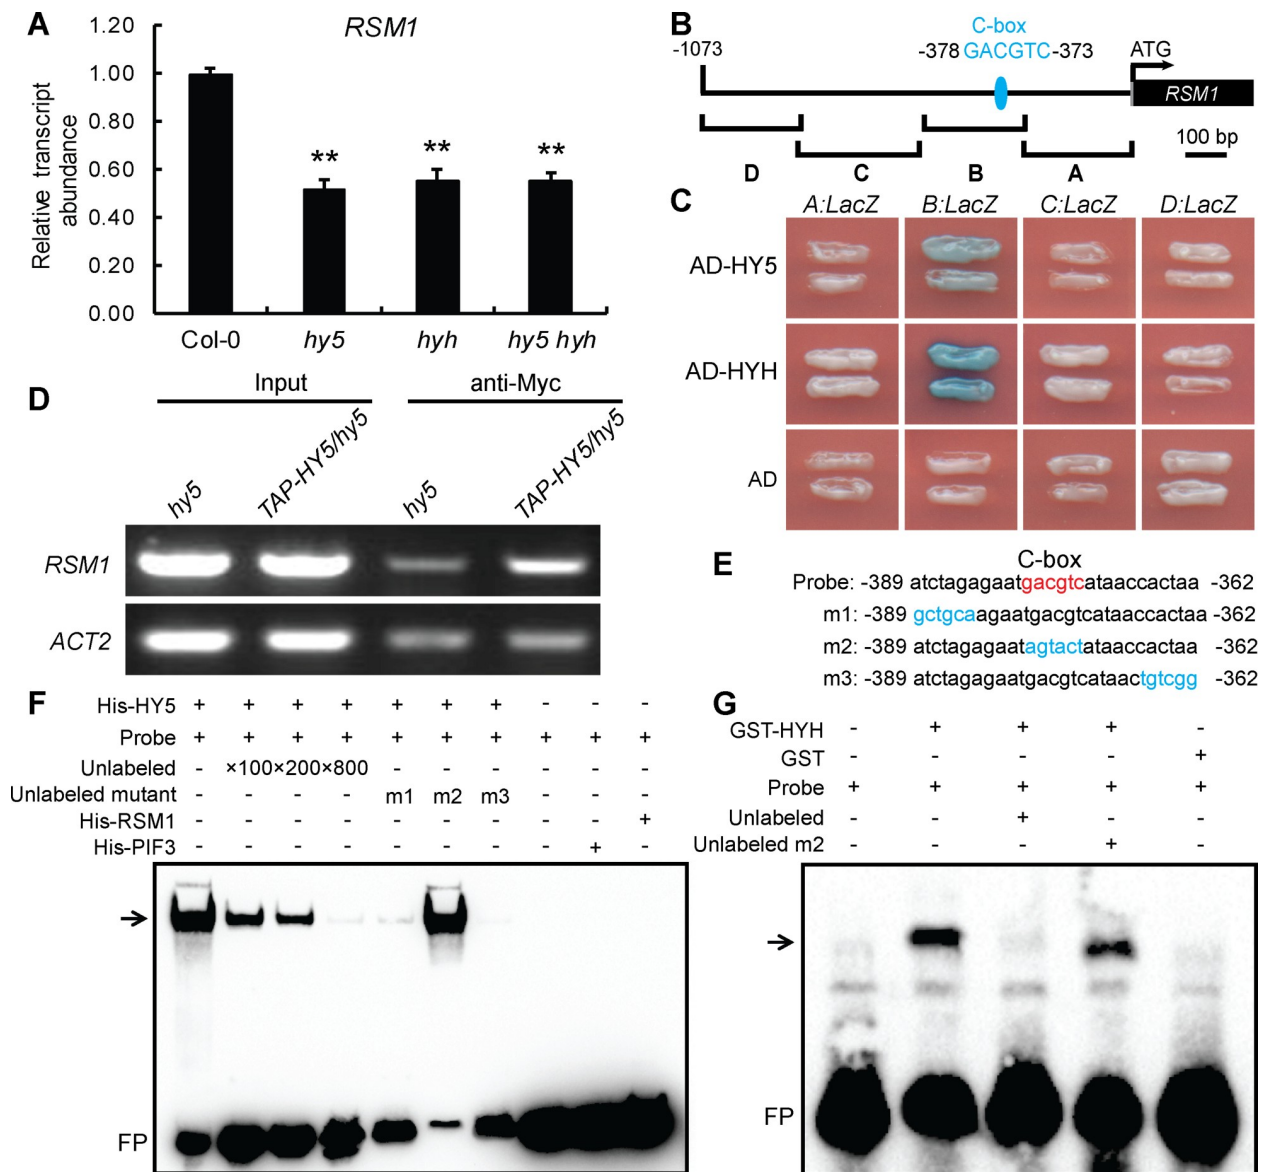 A
RSM1
Relative transcript
abundance
1.20
1.00
0.80
0.60
0.40
0.20
0.00
**
**
**
Col-0
hy5
hyh
hy5 hyh
B
C-box
-1073
-378 GACGTC-373
ATG
RSM1
100 bp
D
C
B
A
C
A:LacZ
B:LacZ
C:LacZ
D:LacZ
AD-HY5
AD-HYH
AD
D
Input
anti-Myc
hy5
TAP-HY5/hy5
hy5
TAP-HY5/hy5
RSM1
ACT2
E
C-box
Probe: -389 atctagagaatgacgtcataaccactaa -362
m1: -389 gctgcaagaatgacgtcataaccactaa -362
m2: -389 atctagagaatagtactataaccactaa -362
m3: -389 atctagagaatgacgtcataactgtcgg -362
F
His-HY5 + + + + + + + - - -
Probe + + + + + + + + + +
Unlabeled - ×100×200×800 - - - - - -
Unlabeled mutant - - - - m1 m2 m3 - - -
His-RSM1 - - - - - - - - - +
His-PIF3 - - - - - - - - + -
FP
G
GST-HYH - + + + -
GST - - - - +
Probe + + + + +
Unlabeled - - + - -
Unlabeled m2 - - - + -
FP